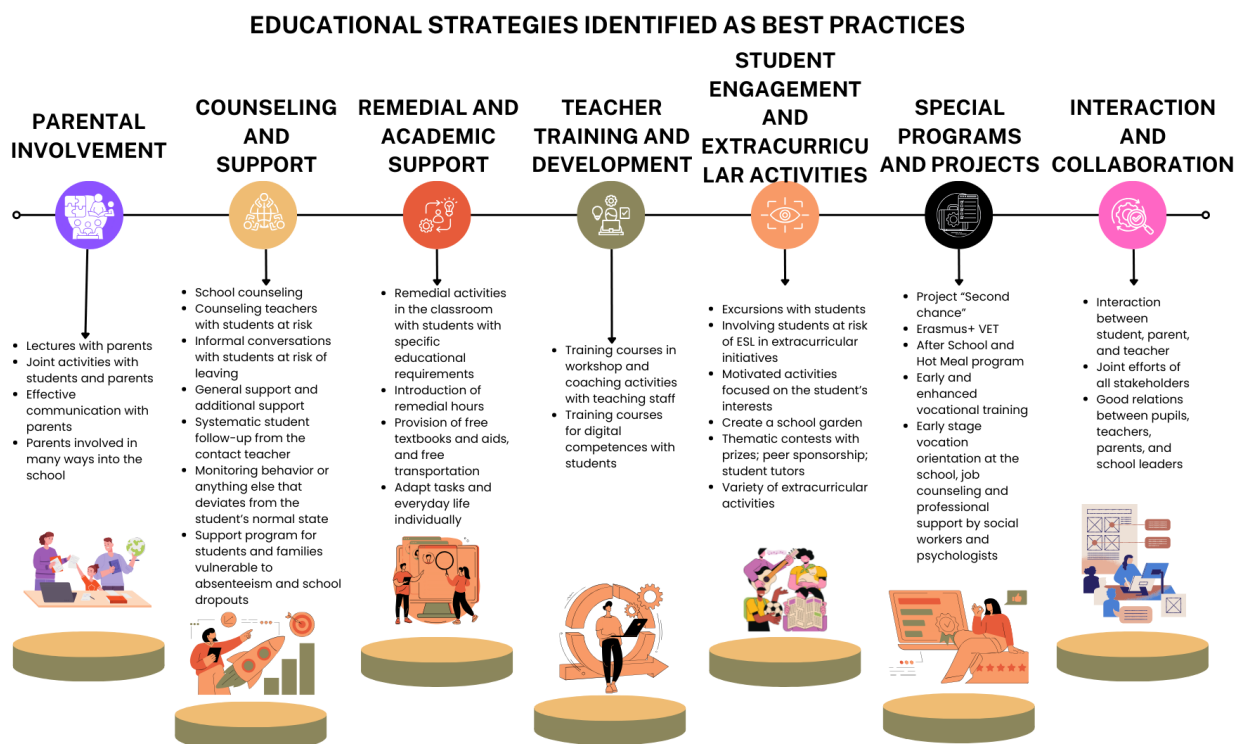 EDUCATIONAL STRATEGIES IDENTIFIED AS BEST PRACTICES
PARENTAL
INVOLVEMENT
Lectures with parents
Joint activities with
students and parents
Effective
communication with
parents
Parents involved in
many ways into the
school
COUNSELING
AND
SUPPORT
School counseling
Counseling teachers
with students at risk
Informal conversations
with students at risk of
leaving
General support and
additional support
Systematic student
follow-up from the
contact teacher
Monitoring behavior or
anything else that
deviates from the
student's normal state
Support program for
students and families
vulnerable to
absenteeism and school
dropouts
REMEDIAL AND
ACADEMIC
SUPPORT
Remedial activities
in the classroom
with students with
specific
educational
requirements
Introduction of
remedial hours
Provision of free
textbooks and aids,
and free
transportation
Adapt tasks and
everyday life
individually
TEACHER
TRAINING AND
DEVELOPMENT
Training courses in
workshop and
coaching activities
with teaching staff
Training courses
for digital
competences with
students
STUDENT
ENGAGEMENT
AND
EXTRACURRICU
LAR ACTIVITIES
Excursions with students
Involving students at risk
of ESL in extracurricular
initiatives
Motivated activities
focused on the student's
interests
Create a school garden
Thematic contests with
prizes; peer sponsorship;
student tutors
Variety of extracurricular
activities
SPECIAL
PROGRAMS
AND PROJECTS
Project “Second
chance”
Erasmus+ VET
After School and
Hot Meal program
Early and
enhanced
vocational training
Early stage
vocation
orientation at the
school, job
counseling and
professional
support by social
workers and
psychologists
INTERACTION
AND
COLLABORATION
Interaction
between
student, parent,
and teacher
Joint efforts of
all stakeholders
Good relations
between pupils,
teachers,
parents, and
school leaders